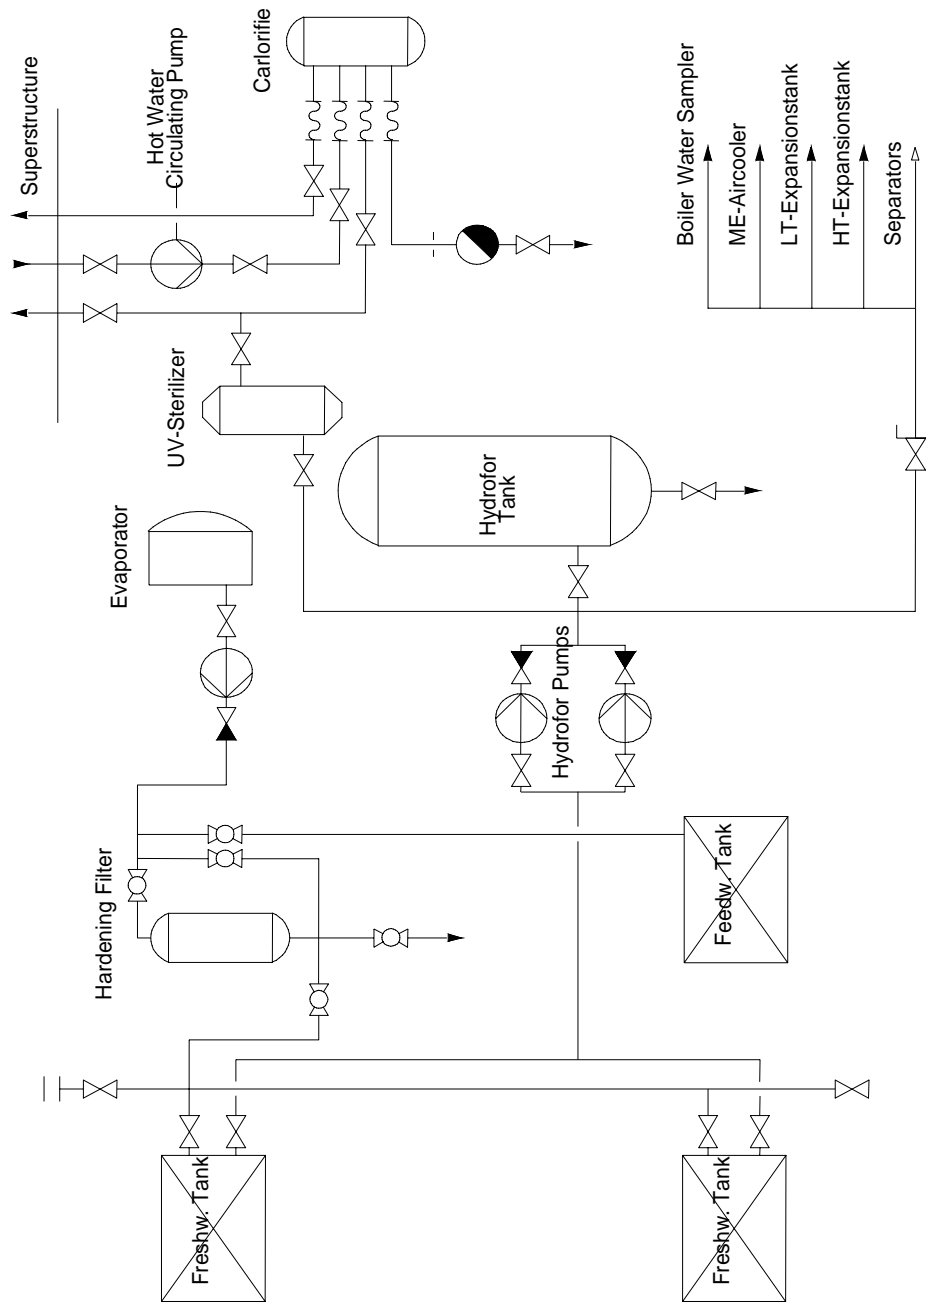 Superstructure
Hot Water
Circulating Pump
Carlorifie
Boiler Water Sampler
ME-Aircooler
LT-Expansionstank
HT-Expansionstank
Separators
UV-Sterilizer
Hydrofor
Tank
Evaporator
Hydrofor Pumps
Hardening Filter
Feedw. Tank
Freshw. Tank
Freshw. Tank